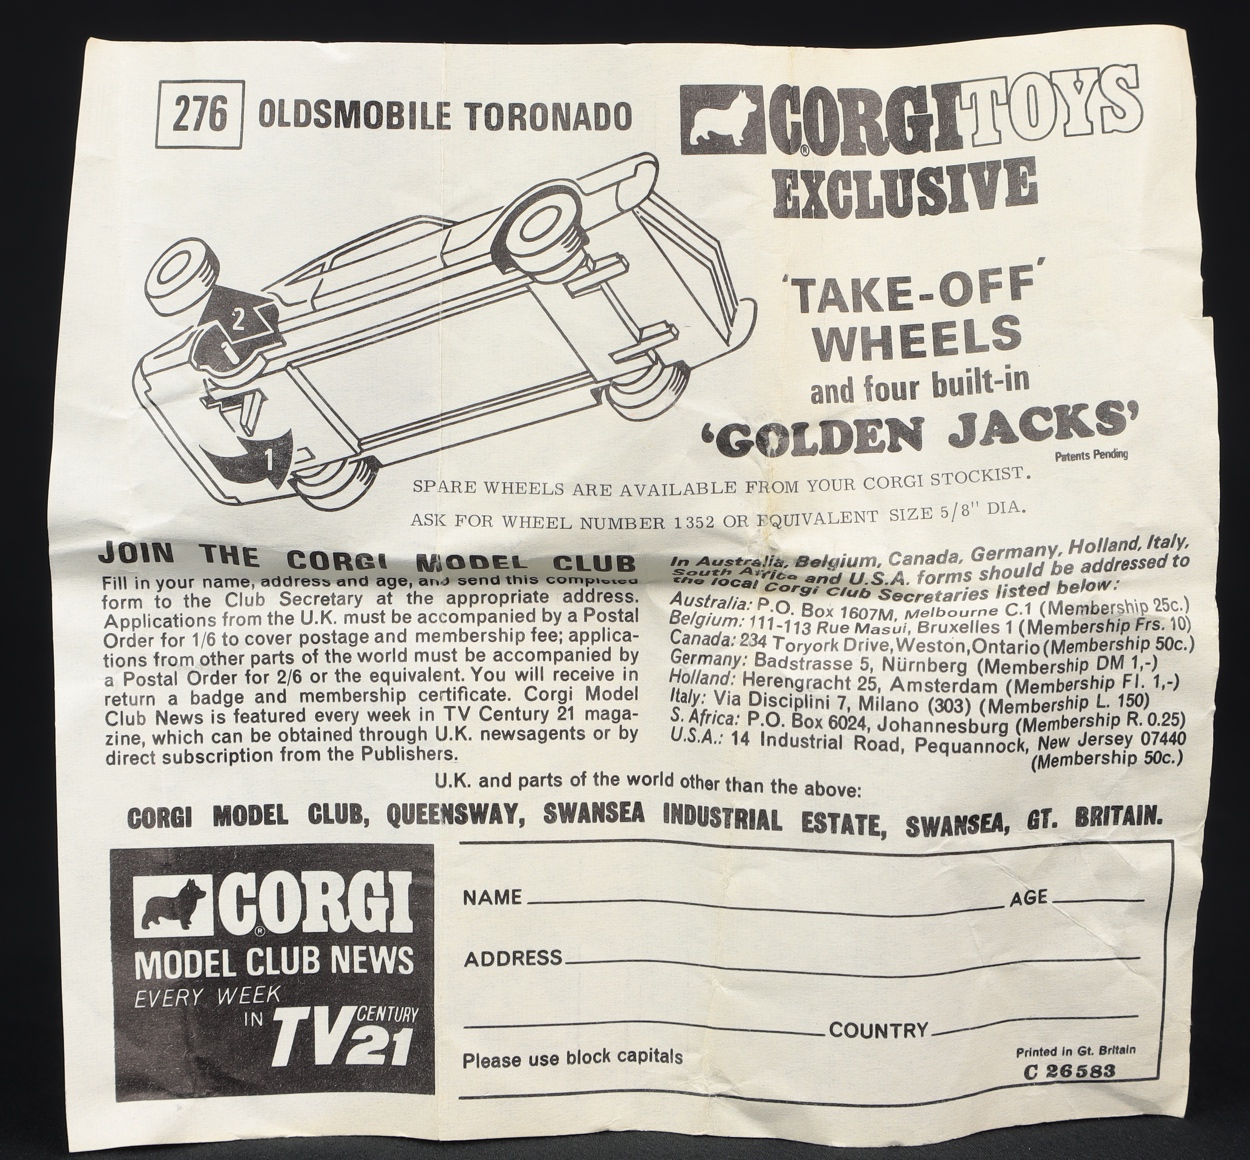 276 OLDSMOBILE TORONADO
CORGI TOYS
®
EXCLUSIVE
'TAKE-OFF'
WHEELS
and four built-in
'GOLDEN JACKS'
Patents Pending
2
1
1
SPARE WHEELS ARE AVAILABLE FROM YOUR CORGI STOCKIST.
ASK FOR WHEEL NUMBER 1352 OR EQUIVALENT SIZE 5/8" DIA.
JOIN THE CORGI MODEL CLUB
Fill in your name, address and age, and send this completed
form to the Club Secretary at the appropriate address.
Applications from the U.K. must be accompanied by a Postal
Order for 1/6 to cover postage and membership fee; applica-
tions from other parts of the world must be accompanied by
a Postal Order for 2/6 or the equivalent. You will receive in
return a badge and membership certificate. Corgi Model
Club News is featured every week in TV Century 21 maga-
zine, which can be obtained through U.K. newsagents or by
direct subscription from the Publishers.
In Australia, Belgium, Canada, Germany, Holland, Italy,
South Africa and U.S.A. forms should be addressed to
the local Corgi Club Secretaries listed below:
Australia: P.O. Box 1607M, Melbourne C.1 (Membership 25c.)
Belgium: 111-113 Rue Masui, Bruxelles 1 (Membership Frs. 10)
Canada: 234 Toryork Drive, Weston, Ontario (Membership 50c.)
Germany: Badstrasse 5, Nürnberg (Membership DM 1,-)
Holland: Herengracht 25, Amsterdam (Membership Fl. 1,-)
Italy: Via Disciplini 7, Milano (303) (Membership L. 150)
S. Africa: P.O. Box 6024, Johannesburg (Membership R. 0.25)
U.S.A.: 14 Industrial Road, Pequannock, New Jersey 07440
(Membership 50c.)
U.K. and parts of the world other than the above:
CORGI MODEL CLUB, QUEENSWAY, SWANSEA INDUSTRIAL ESTATE, SWANSEA, GT. BRITAIN.
CORGI
®
MODEL CLUB NEWS
EVERY WEEK
IN TV CENTURY 21
NAME AGE
ADDRESS
COUNTRY
Please use block capitals
Printed in Gt. Britain
C 26583